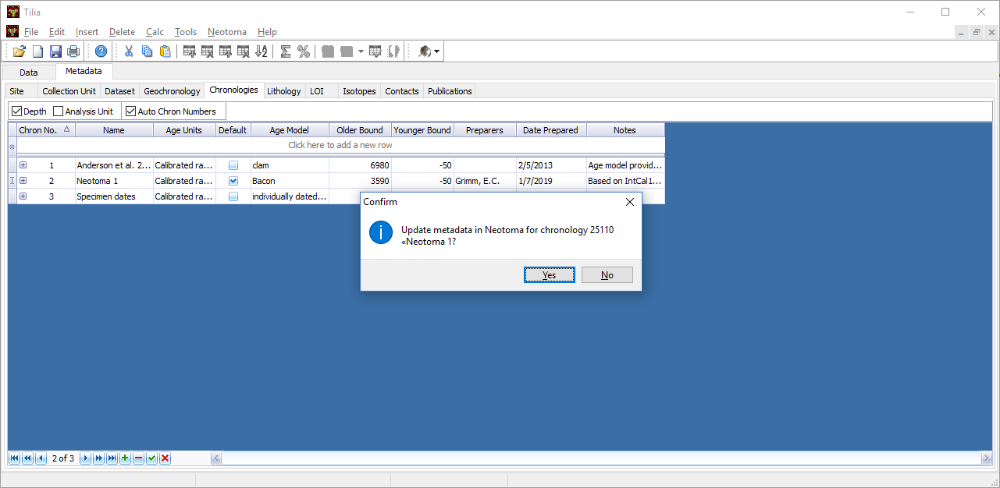 Tilia
File Edit Insert Delete Calc Tools Neotoma Help
Data Metadata
Site Collection Unit Dataset Geochronology Chronologies Lithology LOI Isotopes Contacts Publications
Depth Analysis Unit Auto Chron Numbers
Chron No. Name Age Units Default Age Model Older Bound Younger Bound Preparers Date Prepared Notes
Click here to add a new row
1 Anderson et al. 2... Calibrated ra... clam 6980 -50 2/5/2013 Age model provid...
2 Neotoma 1 Calibrated ra... Bacon 3590 -50 Grimm, E.C. 1/7/2019 Based on IntCal1...
3 Specimen dates Calibrated ra... individually dated...
Confirm
Update metadata in Neotoma for chronology 25110
«Neotoma 1?
Yes No
2 of 3